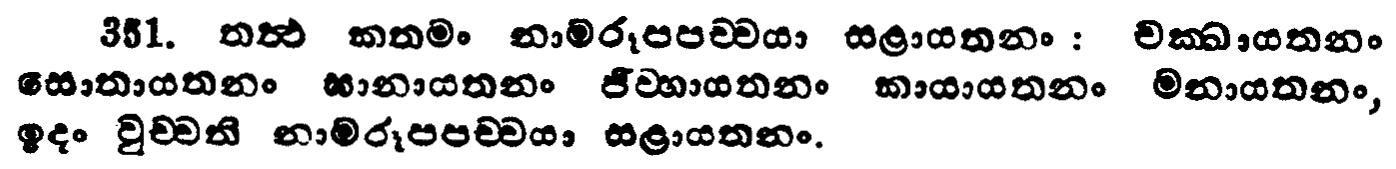 351. තත්‍ථ කතමං නාමරූපපච්චයා සළායතනං : චක්ඛායතනං
සොතායතනං ඝානායතනං ජිව්හායතනං කායායතනං මනායතනං,
ඉදං වුච්චති නාමරූපපච්චයා සළායතනං.